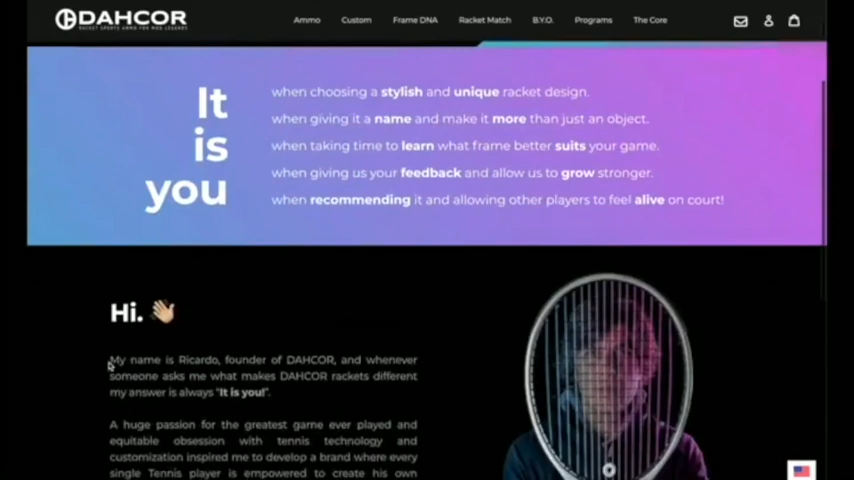 DAHCOR
RACKET SPORTS AMMO FOR MOD LEGENDS
Ammo Custom Frame DNA Racket Match B.Y.O. Programs The Core
It
is
you
when choosing a stylish and unique racket design.
when giving it a name and make it more than just an object.
when taking time to learn what frame better suits your game.
when giving us your feedback and allow us to grow stronger.
when recommending it and allowing other players to feel alive on court!
Hi. 👋🏼
My name is Ricardo, founder of DAHCOR, and whenever
someone asks me what makes DAHCOR rackets different
my answer is always "It is you!".
A huge passion for the greatest game ever played and
equitable obsession with tennis technology and
customization inspired me to develop a brand where every
single Tennis player is empowered to create his own